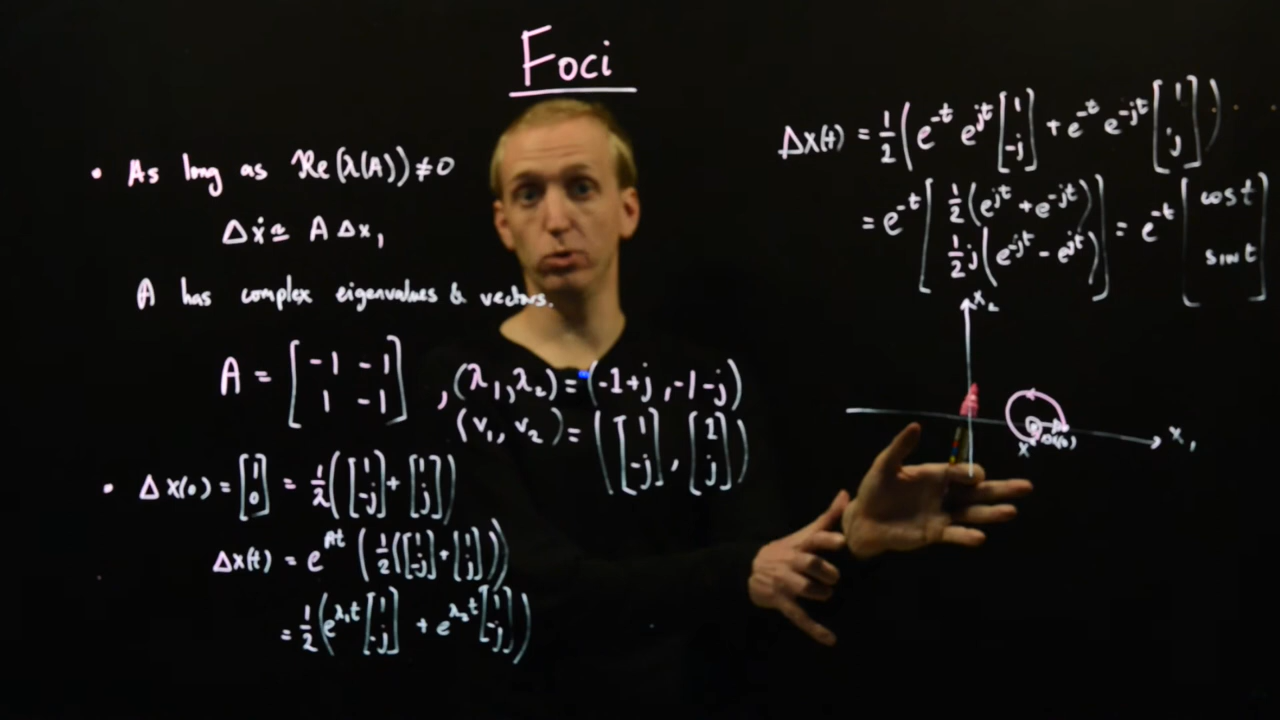 Foci
• As long as Re(λ(A)) ≠ 0
Δẋ ≃ A Δx,
A has complex eigenvalues & vectors.
A = [-1 -1; 1 -1], (λ₁, λ₂) = (-1+j, -1-j)
(v₁, v₂) = ([1; -j], [1; j])
• Δx(0) = [1; 0] = 1/2([1; -j] + [1; j])
Δx(t) = e^{At} (1/2([1; -j] + [1; j]))
= 1/2(e^{λ₁t}[1; -j] + e^{λ₂t}[1; j])
Δx(t) = 1/2(e^{-t} e^{jt}[1; -j] + e^{-t} e^{-jt}[1; j])
= e^{-t}[1/2(e^{jt} + e^{-jt}); 1/2 j(e^{-jt} - e^{jt})] = e^{-t}[cos t; sin t]
x₂
x₁
x* Δx(0)